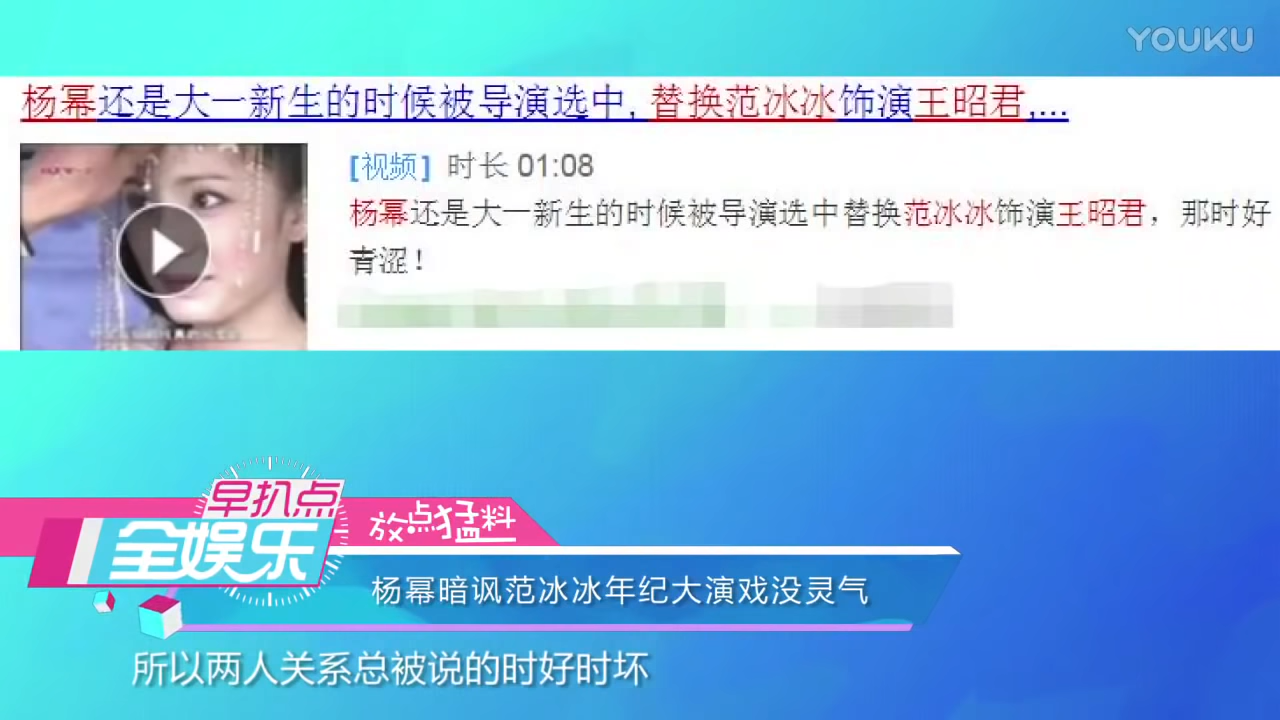 YOUKU
杨幂还是大一新生的时候被导演选中,替换范冰冰饰演王昭君,...
[视频] 时长 01:08
杨幂还是大一新生的时候被导演选中替换范冰冰饰演王昭君，那时好
青涩！
早扒点
全娱乐
放点猛料
杨幂暗讽范冰冰年纪大演戏没灵气
所以两人关系总被说的时好时坏